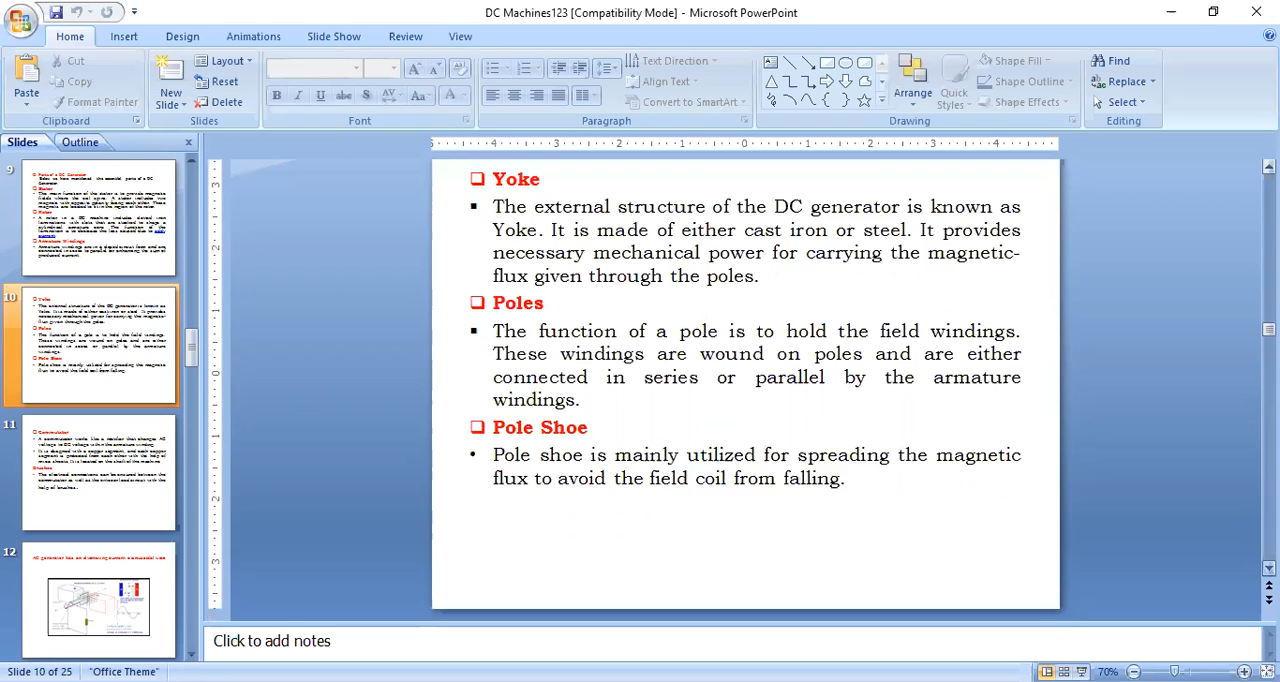 DC Machines123 [Compatibility Mode] - Microsoft PowerPoint
Home Insert Design Animations Slide Show Review View
Paste Cut Copy Format Painter
Clipboard
New Slide Layout Reset Delete
Slides
B I U abc S AV Aa A
Font
Text Direction
Align Text
Convert to SmartArt
Paragraph
Arrange Quick Styles
Shape Fill
Shape Outline
Shape Effects
Drawing
Find
Replace
Select
Editing
Slides Outline
9
10
11
12
Yoke
The external structure of the DC generator is known as
Yoke. It is made of either cast iron or steel. It provides
necessary mechanical power for carrying the magnetic-
flux given through the poles.
Poles
The function of a pole is to hold the field windings.
These windings are wound on poles and are either
connected in series or parallel by the armature
windings.
Pole Shoe
Pole shoe is mainly utilized for spreading the magnetic
flux to avoid the field coil from falling.
Click to add notes
Slide 10 of 25 "Office Theme" 70%